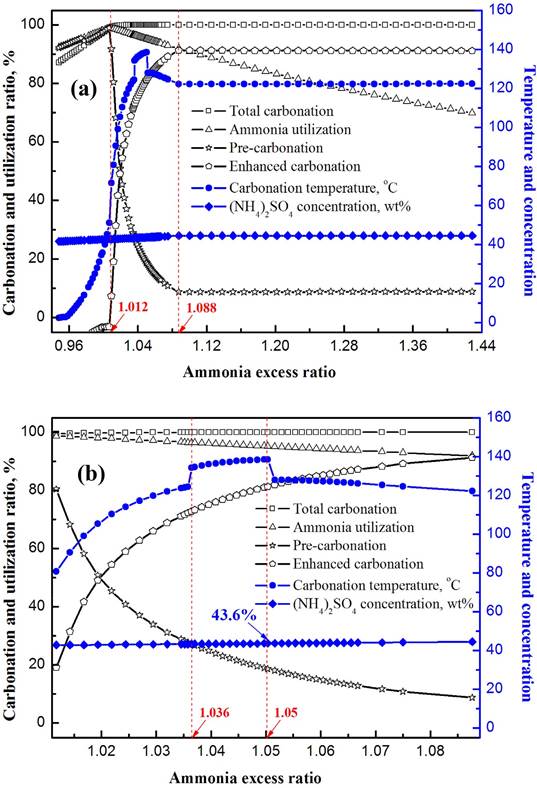 (a)
Carbonation and utilization ratio, %
100
80
60
40
20
0
Total carbonation
Ammonia utilization
Pre-carbonation
Enhanced carbonation
Carbonation temperature, °C
(NH4)2SO4 concentration, wt%
1.012
1.088
160
140
120
100
80
60
40
20
0
Temperature and concentration
0.96
1.04
1.12
1.20
1.28
1.36
1.44
Ammonia excess ratio
(b)
Carbonation and utilization ratio, %
100
80
60
40
20
0
Total carbonation
Ammonia utilization
Pre-carbonation
Enhanced carbonation
Carbonation temperature, °C
(NH4)2SO4 concentration, wt%
43.6%
1.036
1.05
160
140
120
100
80
60
40
20
0
Temperature and concentration
1.02
1.03
1.04
1.05
1.06
1.07
1.08
Ammonia excess ratio